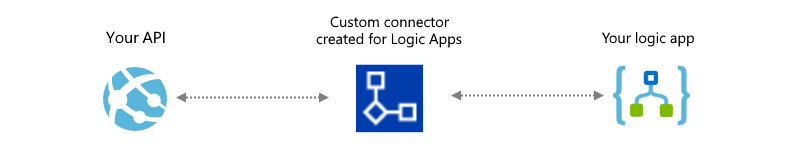 Your API
Custom connector
created for Logic Apps
Your logic app